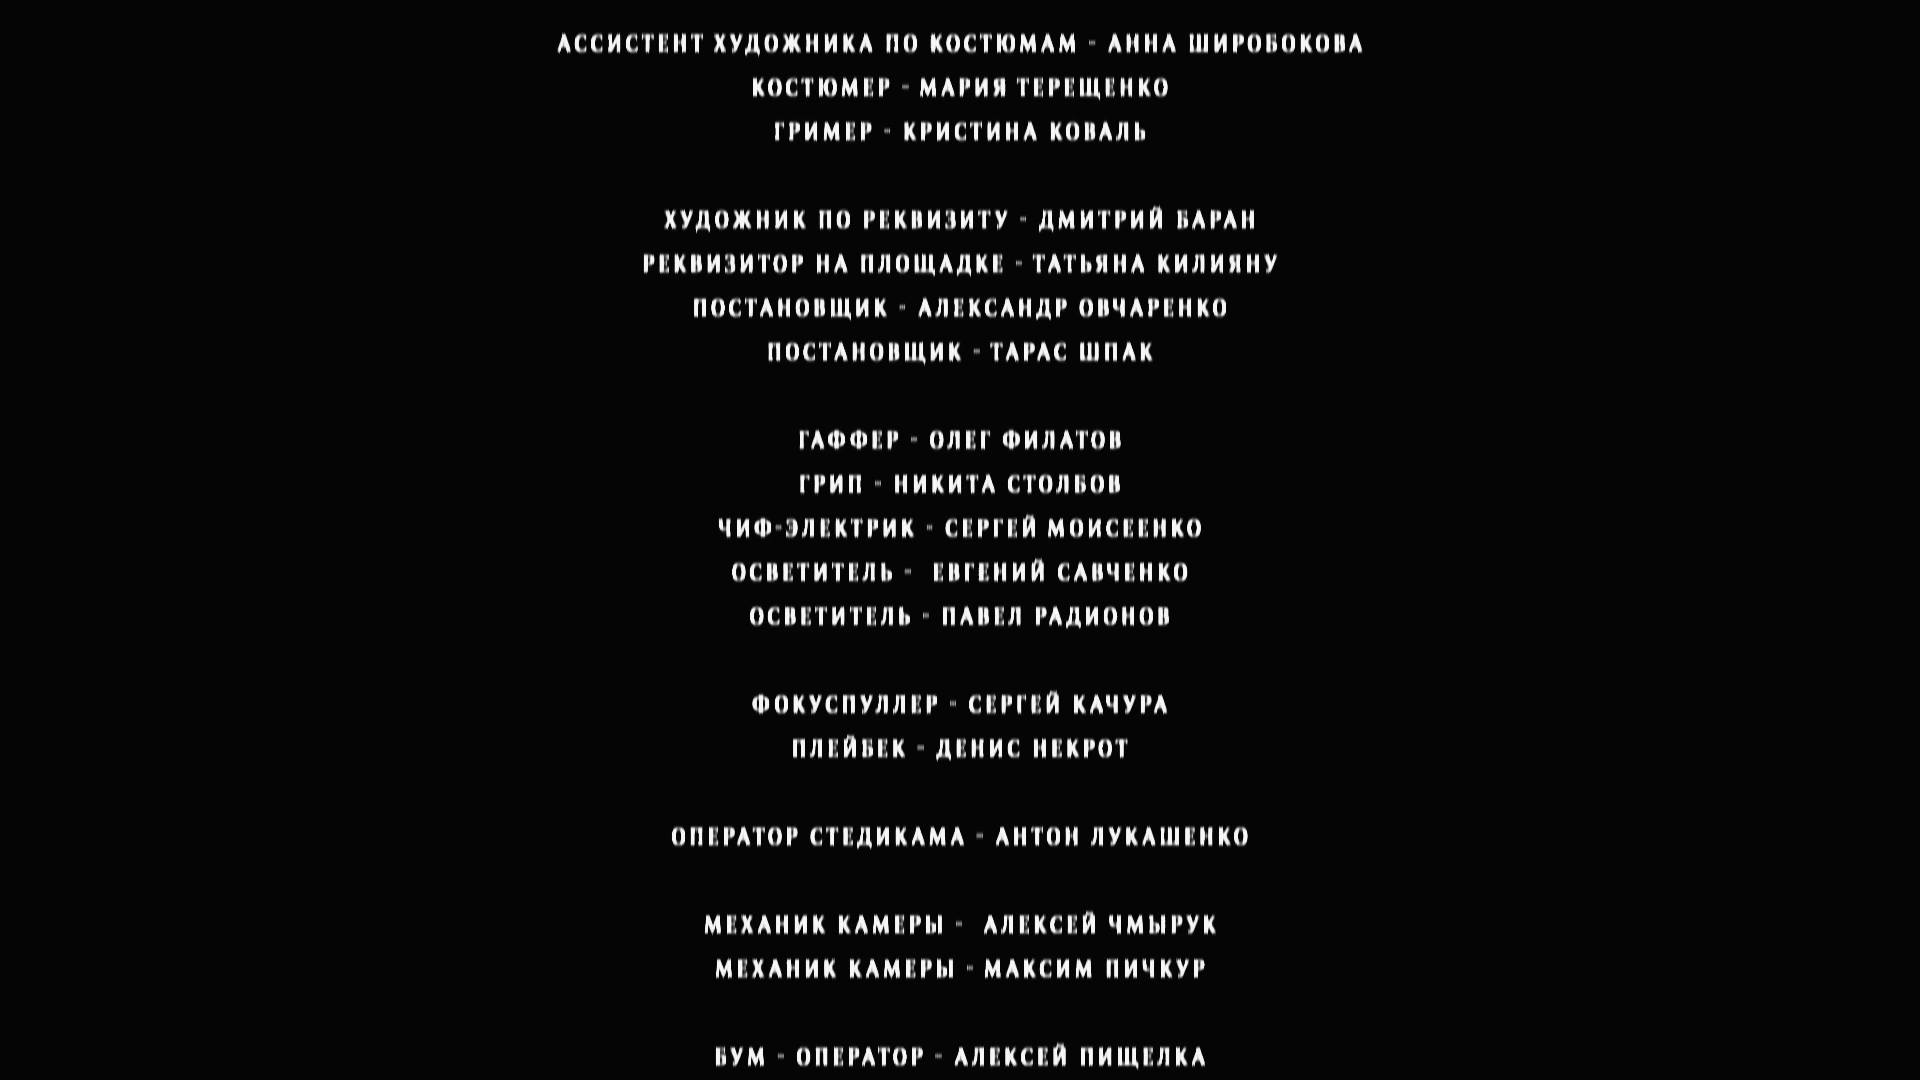 АССИСТЕНТ ХУДОЖНИКА ПО КОСТЮМАМ - АННА ШИРОБОКОВА
КОСТЮМЕР - МАРИЯ ТЕРЕЩЕНКО
ГРИМЕР - КРИСТИНА КОВАЛЬ
ХУДОЖНИК ПО РЕКВИЗИТУ - ДМИТРИЙ БАРАН
РЕКВИЗИТОР НА ПЛОЩАДКЕ - ТАТЬЯНА КИЛИЯНУ
ПОСТАНОВЩИК - АЛЕКСАНДР ОВЧАРЕНКО
ПОСТАНОВЩИК - ТАРАС ШПАК
ГАФФЕР - ОЛЕГ ФИЛАТОВ
ГРИП - НИКИТА СТОЛБОВ
ЧИФ-ЭЛЕКТРИК - СЕРГЕЙ МОИСЕЕНКО
ОСВЕТИТЕЛЬ - ЕВГЕНИЙ САВЧЕНКО
ОСВЕТИТЕЛЬ - ПАВЕЛ РАДИОНОВ
ФОКУСПУЛЛЕР - СЕРГЕЙ КАЧУРА
ПЛЕЙБЕК - ДЕНИС НЕКРОТ
ОПЕРАТОР СТЕДИКАМА - АНТОН ЛУКАШЕНКО
МЕХАНИК КАМЕРЫ - АЛЕКСЕЙ ЧМЫРУК
МЕХАНИК КАМЕРЫ - МАКСИМ ПИЧКУР
БУМ - ОПЕРАТОР - АЛЕКСЕЙ ПИЩЕЛКА